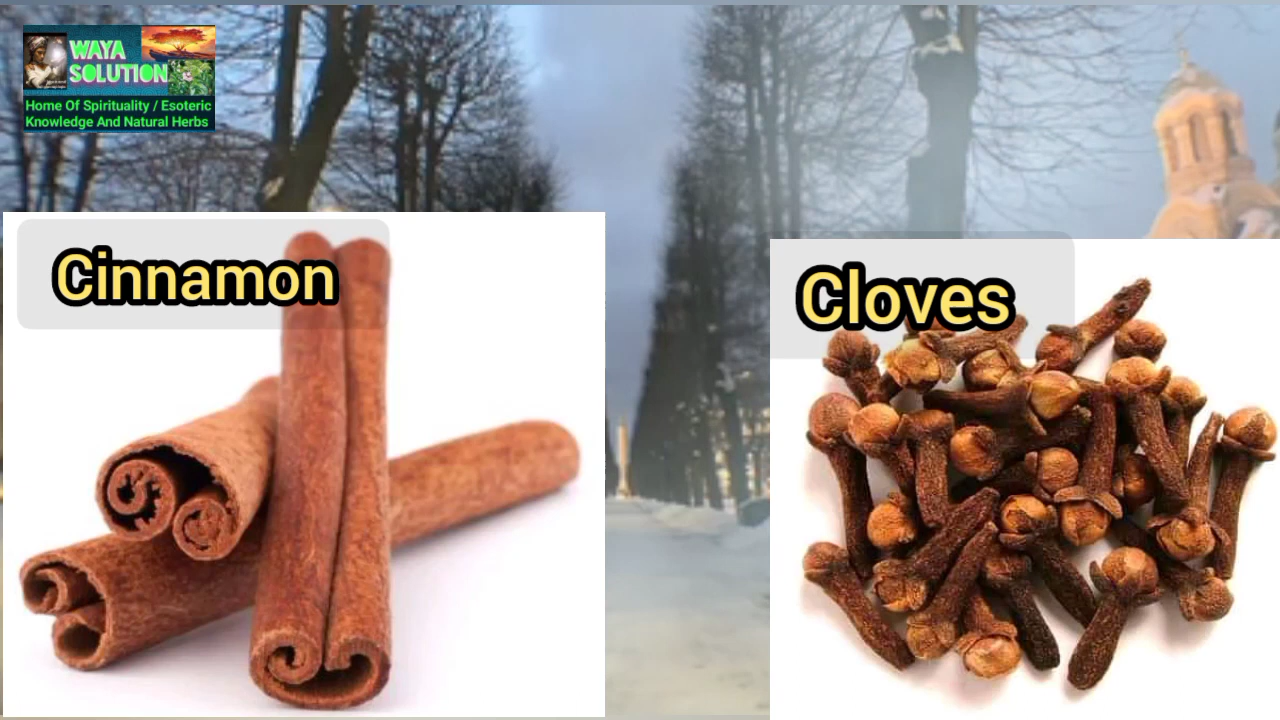 WAYA
SOLUTION
Home Of Spirituality / Esoteric
Knowledge And Natural Herbs
Cinnamon
Cloves